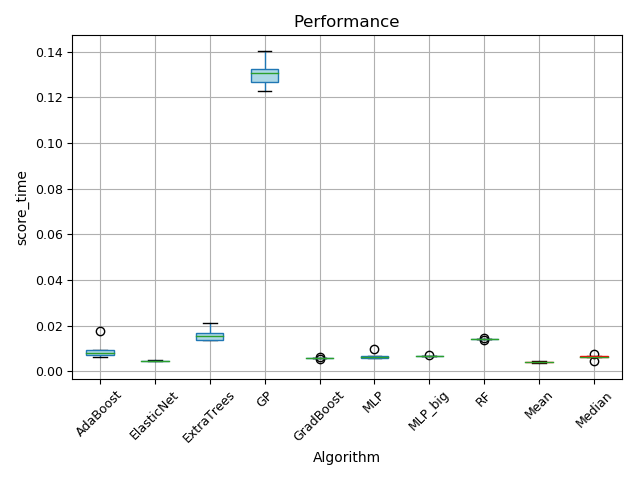 Performance
0.14
0.12
0.10
0.08
0.06
0.04
0.02
0.00
score_time
AdaBoost
ElasticNet
ExtraTrees
GP
GradBoost
MLP
MLP_big
RF
Mean
Median
Algorithm